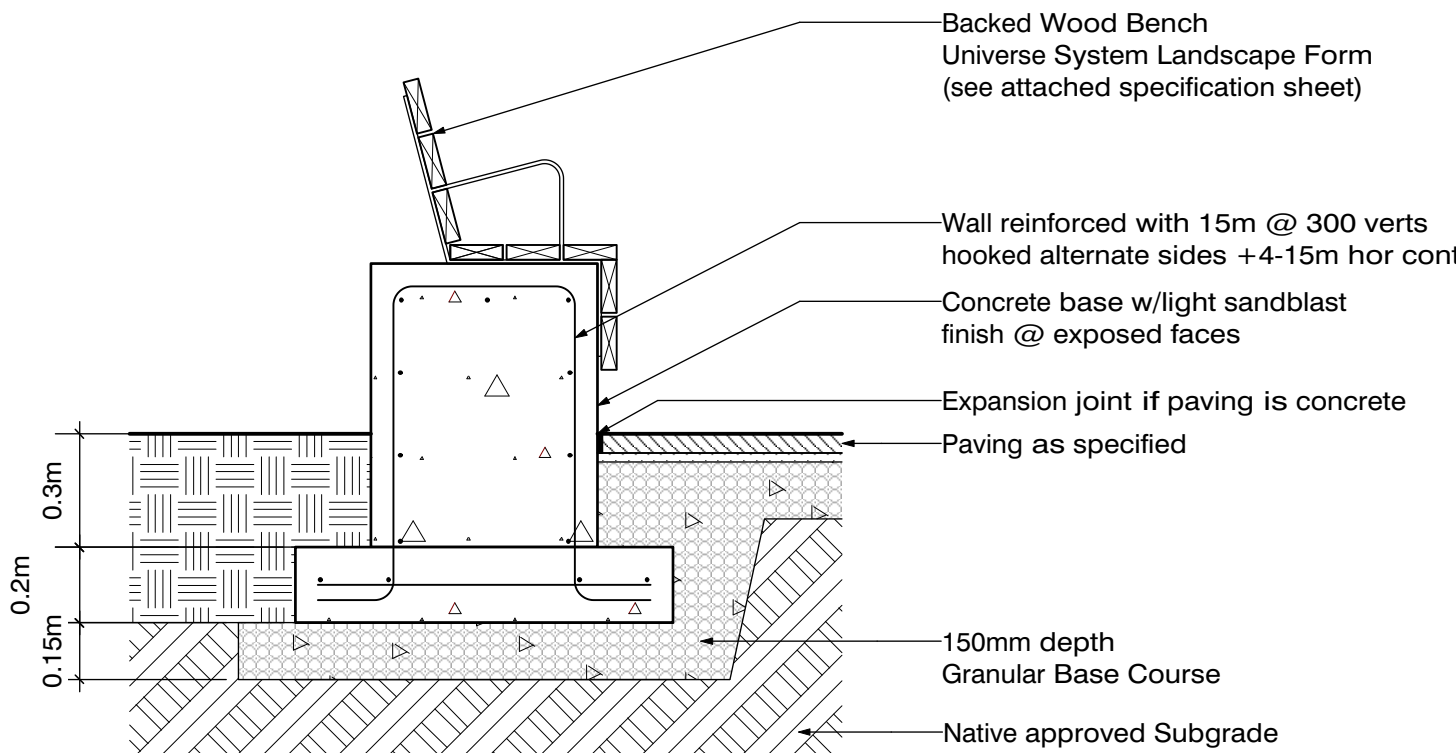 Backed Wood Bench
Universe System Landscape Form
(see attached specification sheet)
Wall reinforced with 15m @ 300 verts
hooked alternate sides +4-15m hor cont
Concrete base w/light sandblast
finish @ exposed faces
Expansion joint if paving is concrete
Paving as specified
0.3m
0.2m
0.15m
150mm depth
Granular Base Course
Native approved Subgrade